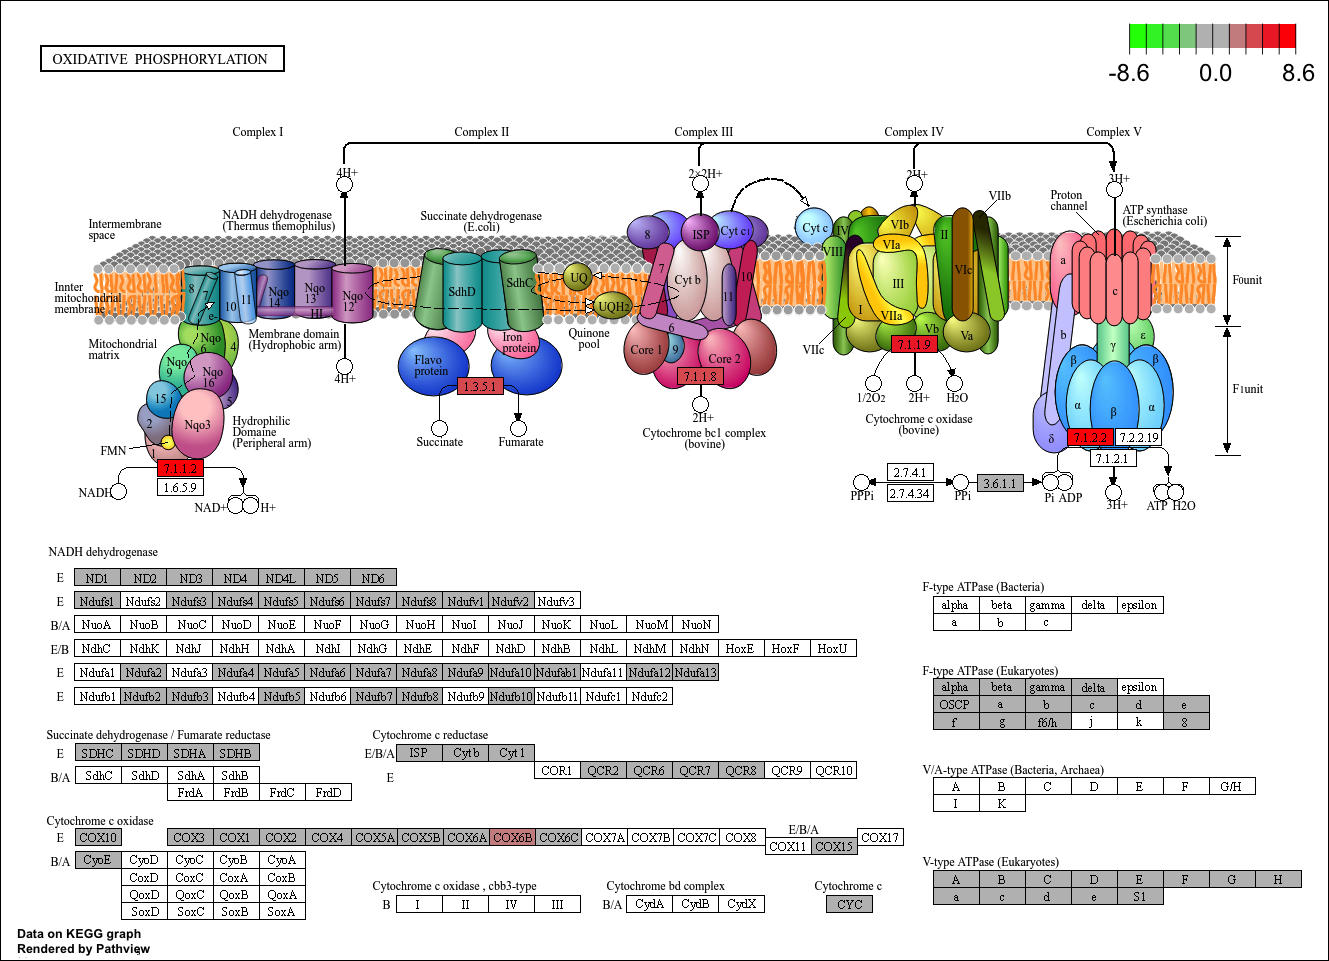 OXIDATIVE PHOSPHORYLATION
-8.6 0.0 8.6
Complex I Complex II Complex III Complex IV Complex V
4H+ 2×2H+ 2H+ 3H+
Intermembrane
space
NADH dehydrogenase
(Thermus themophilus)
Succinate dehydrogenase
(E.coli)
VIIb
Proton
channel
ATP synthase
(Escherichia coli)
8 ISP Cyt c1 Cyt c IV VIb II VIII VIa VIc
a c
Innter
mitochondrial
membrane
8 7 e- 10 11 Nqo 14 Nqo 13 HI Nqo 12
SdhD SdhC UQ UQH2
7 Cyt b 10 11 6
III I VIIa Vb Va VIIc
b γ ε
F0unit
Membrane domain
(Hydrophobic arm)
Quinone
pool
Mitochondrial
matrix
Nqo 6 4 Nqo 9 Nqo 16 5 15 2 Nqo3 1
4H+
Flavo
protein
Iron
protein
1.3.5.1
Core 1 9 Core 2
7.1.1.8
7.1.1.9
β β α β α δ
F1unit
Succinate Fumarate
2H+
Cytochrome bc1 complex
(bovine)
1/2O2 2H+ H2O
Cytochrome c oxidase
(bovine)
Hydrophilic
Domaine
(Peripheral arm)
FMN
7.1.1.2
1.6.5.9
NADH NAD+ H+
7.1.2.2 7.2.2.19
7.1.2.1
2.7.4.1
2.7.4.34
3.6.1.1
PPPi PPi Pi ADP 3H+ ATP H2O
NADH dehydrogenase
E ND1 ND2 ND3 ND4 ND4L ND5 ND6
E Ndufs1 Ndufs2 Ndufs3 Ndufs4 Ndufs5 Ndufs6 Ndufs7 Ndufs8 Ndufv1 Ndufv2 Ndufv3
B/A NuoA NuoB NuoC NuoD NuoE NuoF NuoG NuoH NuoI NuoJ NuoK NuoL NuoM NuoN
E/B NdhC NdhK NdhJ NdhH NdhA NdhI NdhG NdhE NdhF NdhD NdhB NdhL NdhM NdhN HoxE HoxF HoxU
E Ndufa1 Ndufa2 Ndufa3 Ndufa4 Ndufa5 Ndufa6 Ndufa7 Ndufa8 Ndufa9 Ndufa10 Ndufab1 Ndufa11 Ndufa12 Ndufa13
E Ndufb1 Ndufb2 Ndufb3 Ndufb4 Ndufb5 Ndufb6 Ndufb7 Ndufb8 Ndufb9 Ndufb10 Ndufb11 Ndufc1 Ndufc2
Succinate dehydrogenase / Fumarate reductase
E SDHC SDHD SDHA SDHB
B/A SdhC SdhD SdhA SdhB
FrdA FrdB FrdC FrdD
Cytochrome c reductase
E/B/A ISP Cyt b Cyt 1
E COR1 QCR2 QCR6 QCR7 QCR8 QCR9 QCR10
Cytochrome c oxidase
E COX10 COX3 COX1 COX2 COX4 COX5A COX5B COX6A COX6B COX6C COX7A COX7B COX7C COX8 COX17
E/B/A
COX11 COX15
B/A CyoE CyoD CyoC CyoB CyoA
CoxD CoxC CoxA CoxB
QoxD QoxC QoxB QoxA
SoxD SoxC SoxB SoxA
Cytochrome c oxidase , cbb3-type
B I II IV III
Cytochrome bd complex
B/A CydA CydB CydX
Cytochrome c
CYC
F-type ATPase (Bacteria)
alpha beta gamma delta epsilon
a b c
F-type ATPase (Eukaryotes)
alpha beta gamma delta epsilon
OSCP a b c d e
f g f6/h j k 8
V/A-type ATPase (Bacteria, Archaea)
A B C D E F G/H
I K
V-type ATPase (Eukaryotes)
A B C D E F G H
a c d e S1
Data on KEGG graph
Rendered by Pathview